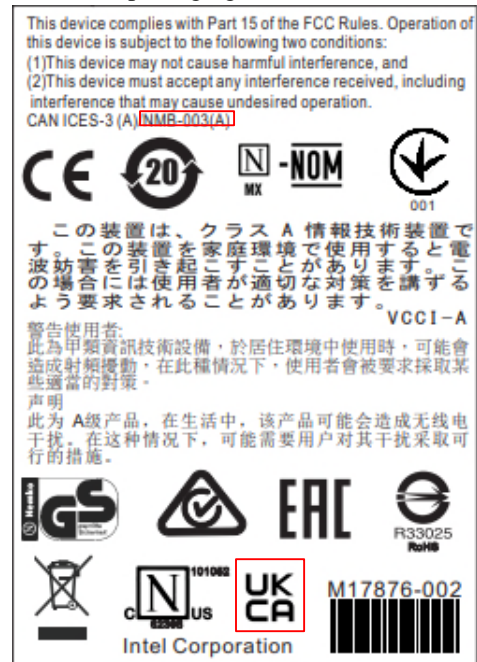 This device complies with Part 15 of the FCC Rules. Operation of
this device is subject to the following two conditions:
(1)This device may not cause harmful interference, and
(2)This device must accept any interference received, including
interference that may cause undesired operation.
CAN ICES-3 (A) NMB-003(A)
CE 20 N MX -NOM 001
この装置は、クラス A 情報技術装置で
す。この装置を家庭環境で使用すると電
波妨害を引き起こすことがあります。こ
の場合には使用者が適切な対策を講ずる
よう要求されることがあります。
VCCI-A
警告使用者:
此為甲類資訊技術設備，於居住環境中使用時，可能會
造成射頻擾動，在此種情況下，使用者會被要求採取某
些適當的對策。
声明
此为 A级产品，在生活中，该产品可能会造成无线电
干扰。在这种情况下，可能需要用户对其干扰采取可
行的措施。
Hemko GS geprüfte Sicherheit EAC R33025
RoHS
C N US 101062 UK
CA M17876-002
Intel Corporation